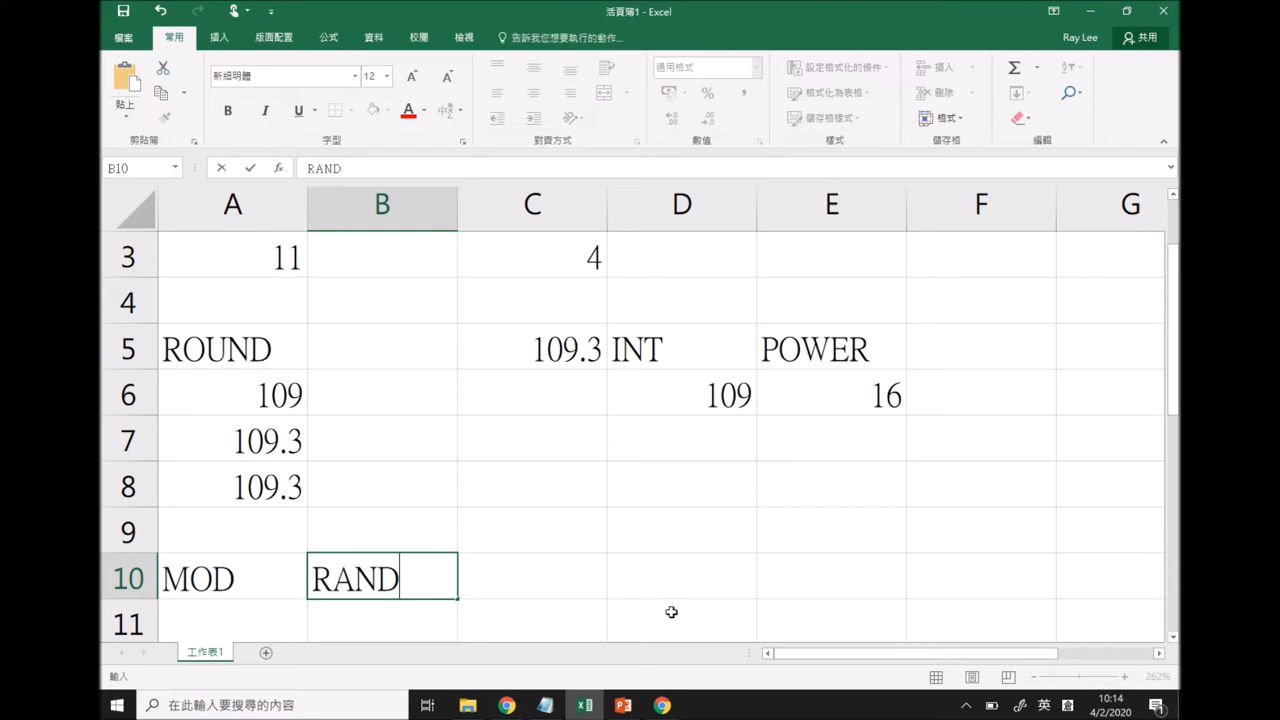 活頁簿1 - Excel
檔案 常用 插入 版面配置 公式 資料 校閱 檢視 告訴我您想要執行的動作... Ray Lee 共用
新細明體 12 通用格式 設定格式化的條件 插入
貼上 B I U A 中 % , 格式化為表格 刪除
儲存格樣式 格式
剪貼簿 字型 對齊方式 數值 樣式 儲存格 編輯
B10 fx RAND
A B C D E F G
3 11 4
4
5 ROUND 109.3 INT POWER
6 109 109 16
7 109.3
8 109.3
9
10 MOD RAND
11
工作表1
輸入 262%
在此輸入要搜尋的內容 英 10:14
4/2/2020 1